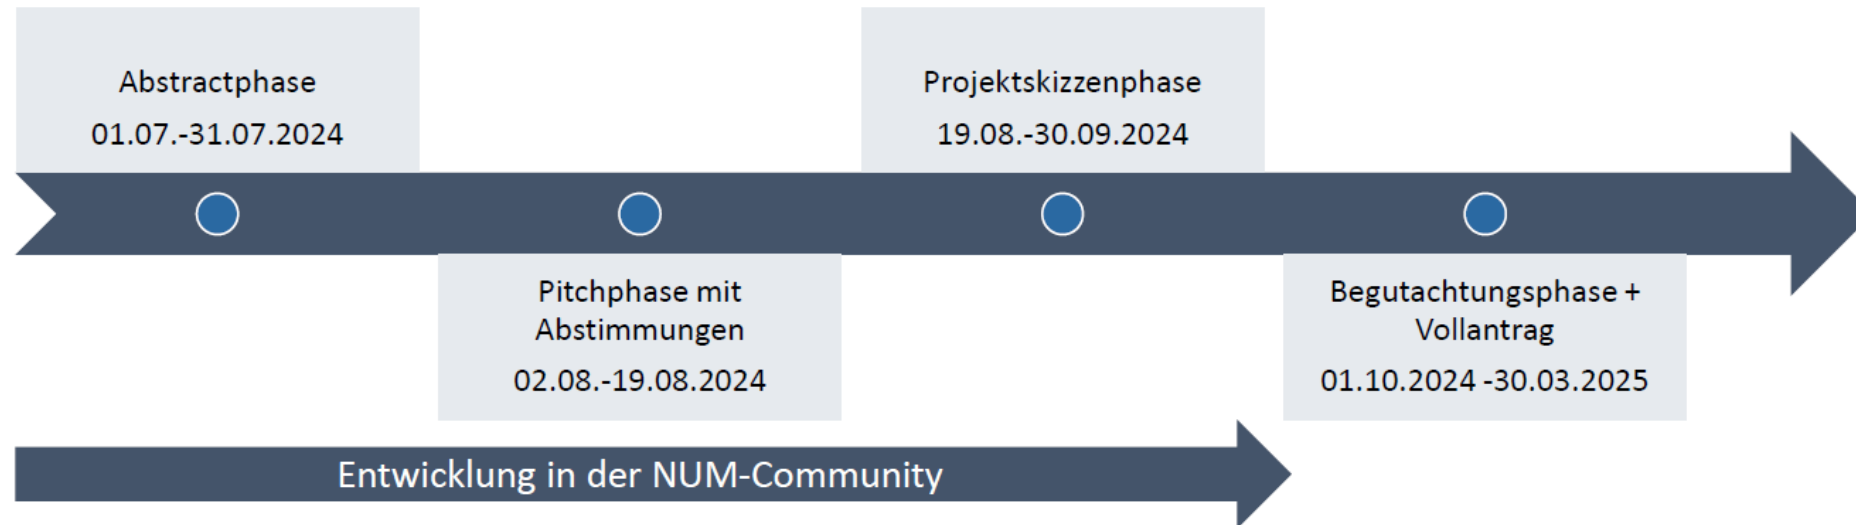 Abstractphase
01.07.-31.07.2024
Projektskizzenphase
19.08.-30.09.2024
Pitchphase mit
Abstimmungen
02.08.-19.08.2024
Begutachtungsphase +
Vollantrag
01.10.2024 -30.03.2025
Entwicklung in der NUM-Community